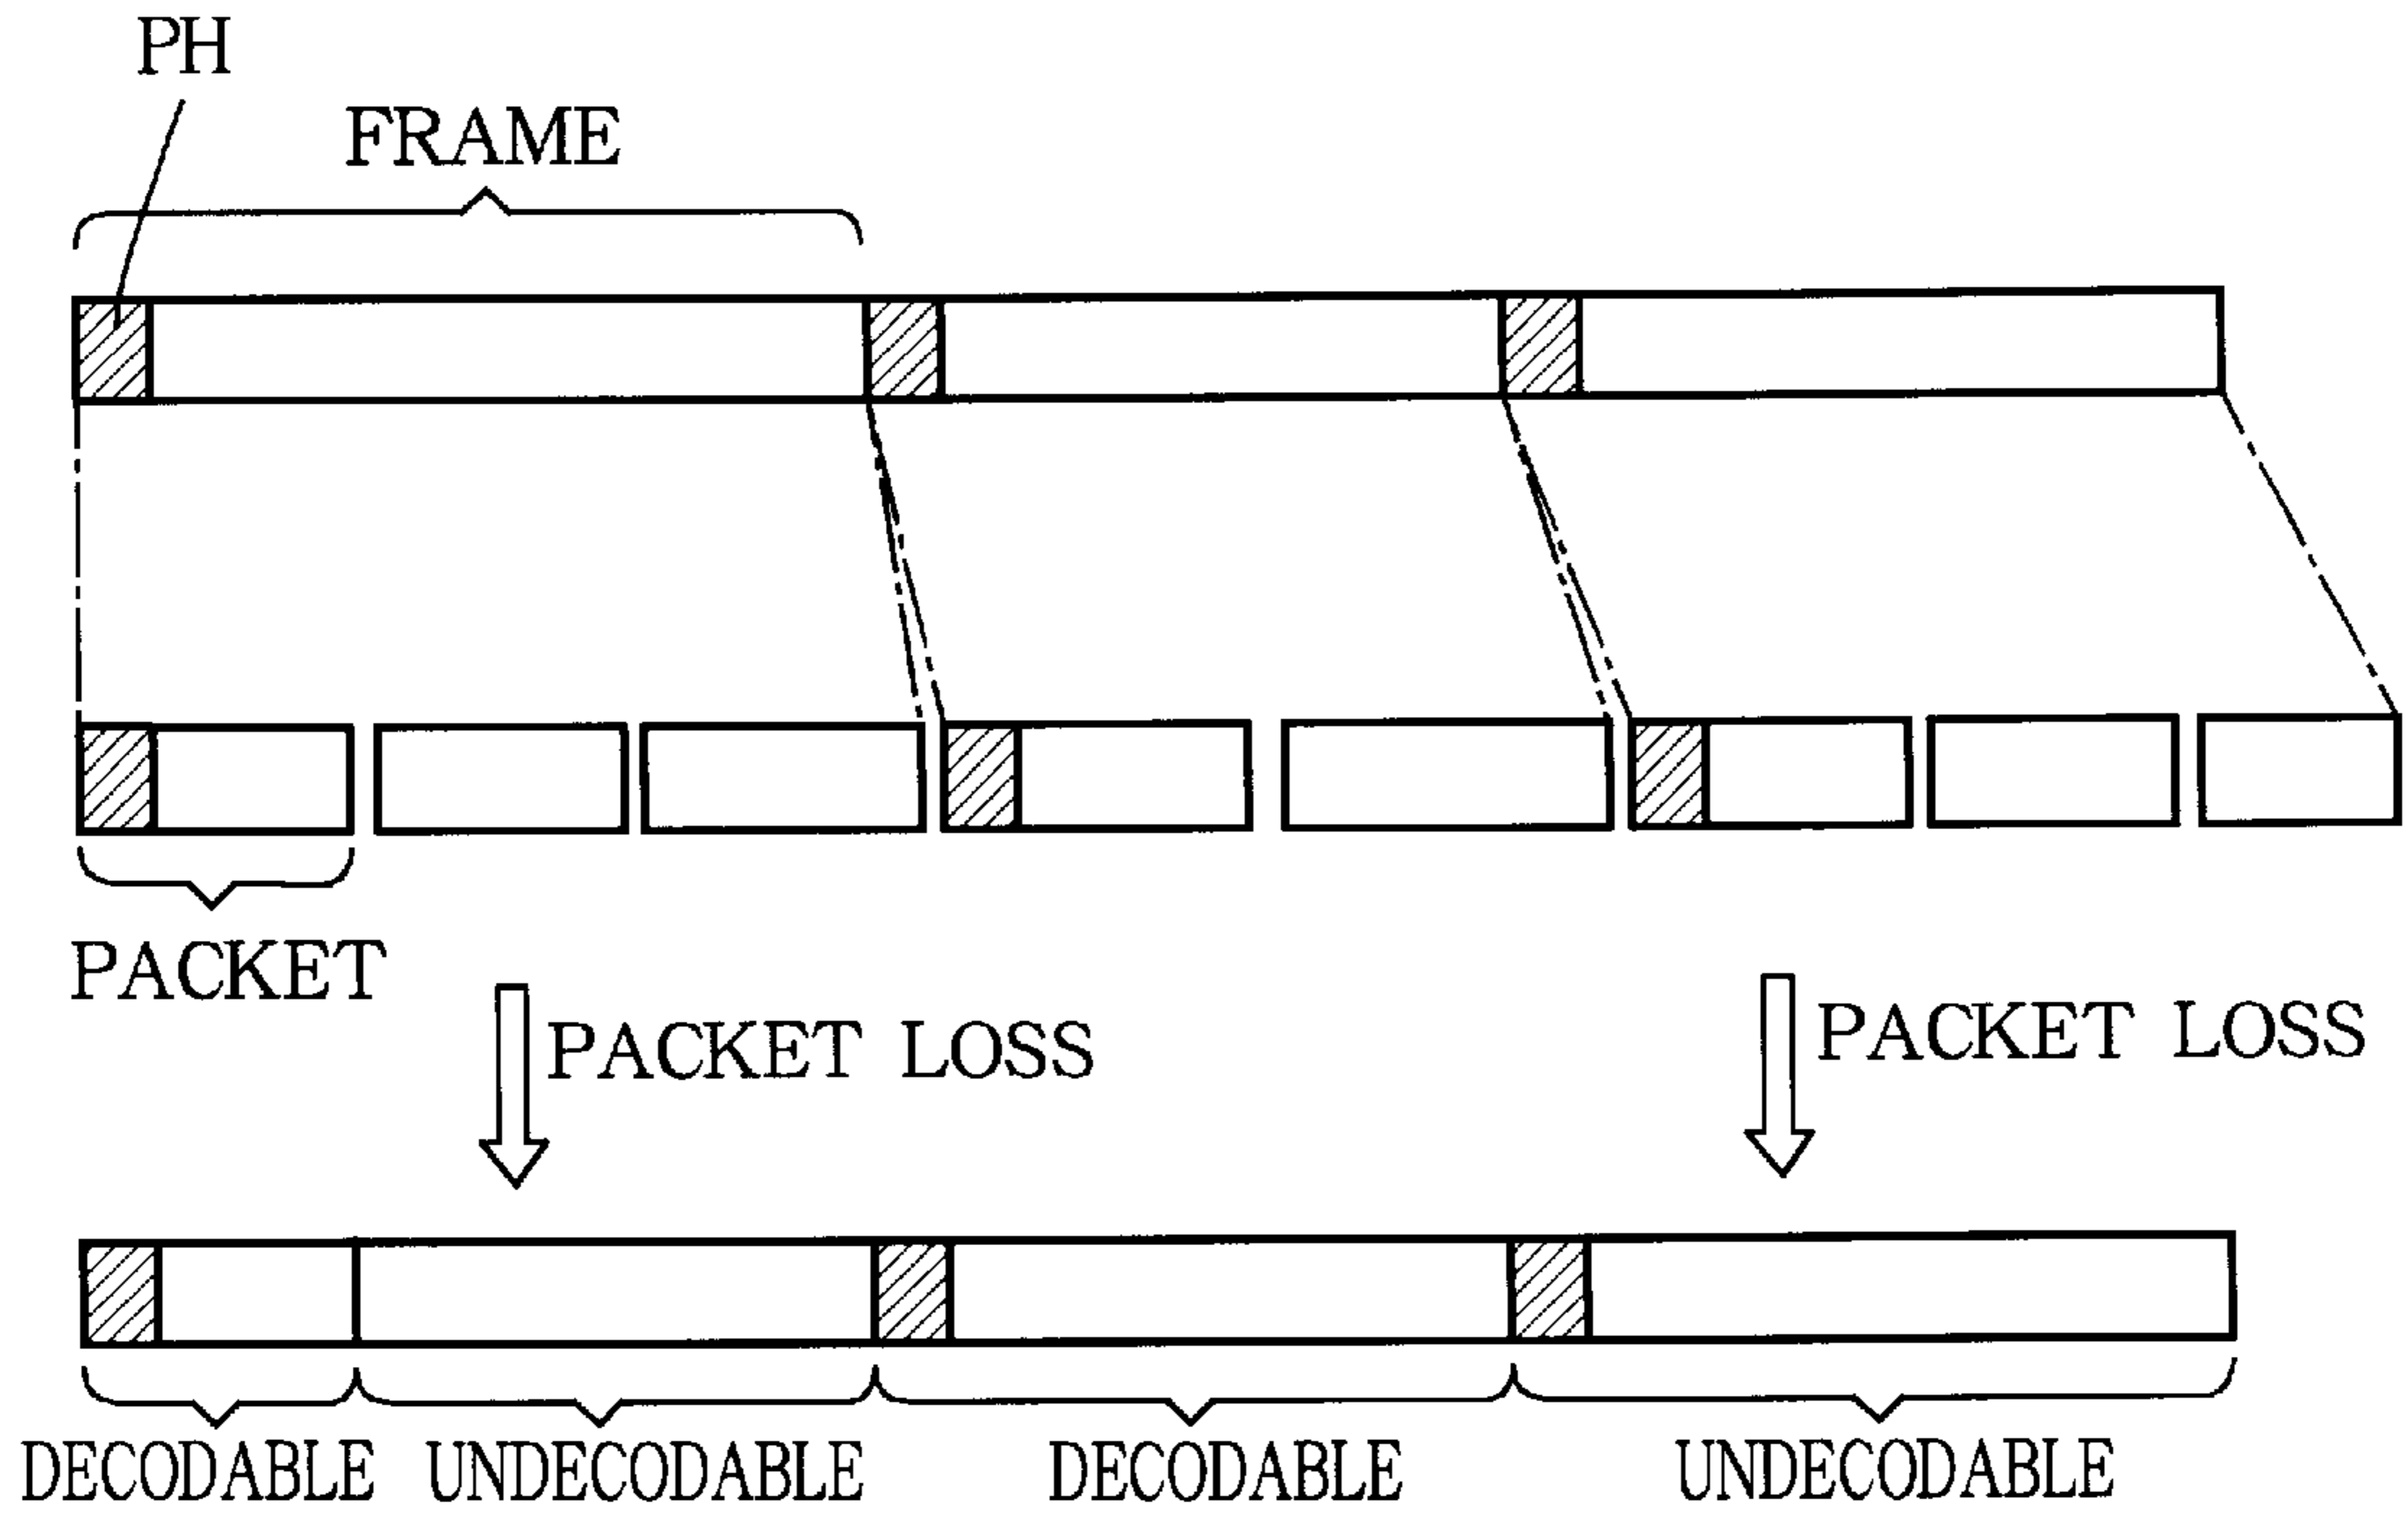 PH
FRAME
PACKET
PACKET LOSS
PACKET LOSS
DECODABLE
UNDECODABLE
DECODABLE
UNDECODABLE